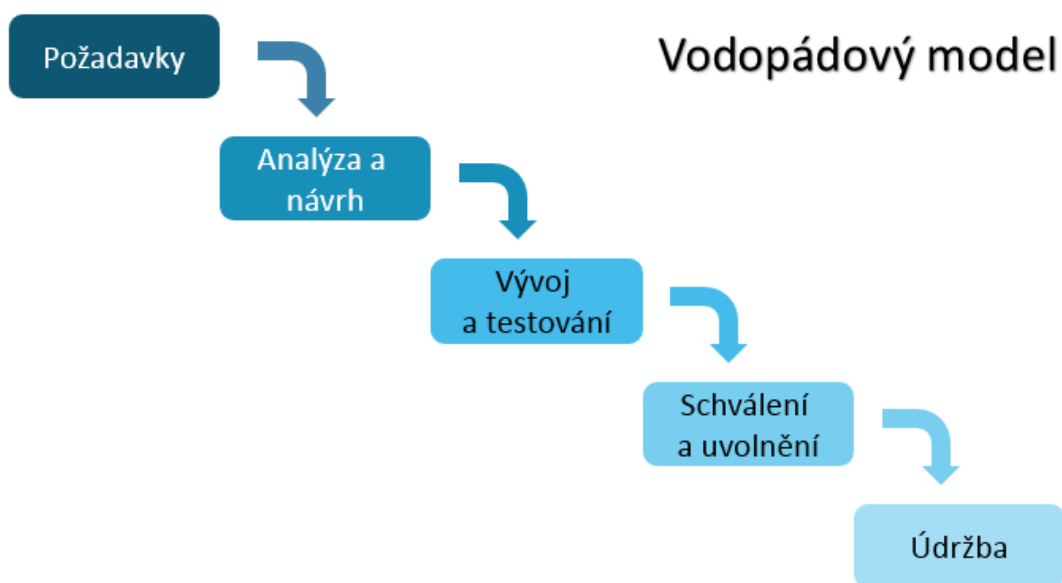 Požadavky
Vodopádový model
Analýza a
návrh
Vývoj
a testování
Schválení
a uvolnění
Údržba